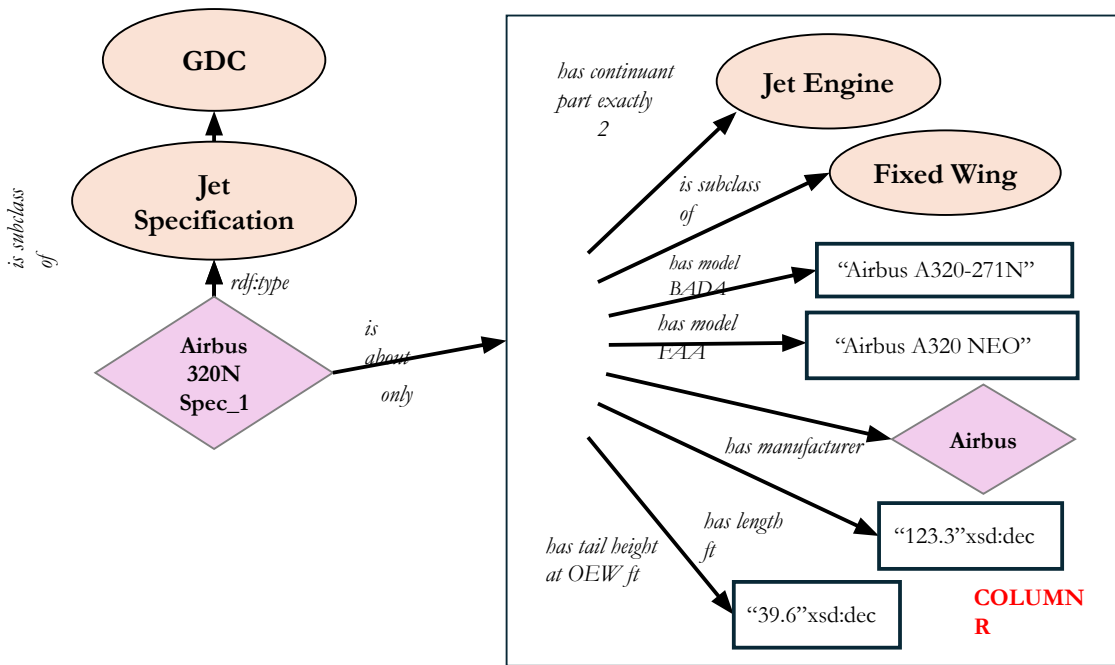 GDC
Jet
Specification
is subclass
of
rdf:type
Airbus
320N
Spec_1
is
about
only
has continuant
part exactly
2
Jet Engine
is subclass
of
Fixed Wing
has model
BADA
“Airbus A320-271N”
has model
FAA
“Airbus A320 NEO”
has manufacturer
Airbus
has length
ft
“123.3”xsd:dec
has tail height
at OEW ft
“39.6”xsd:dec
COLUMN
R